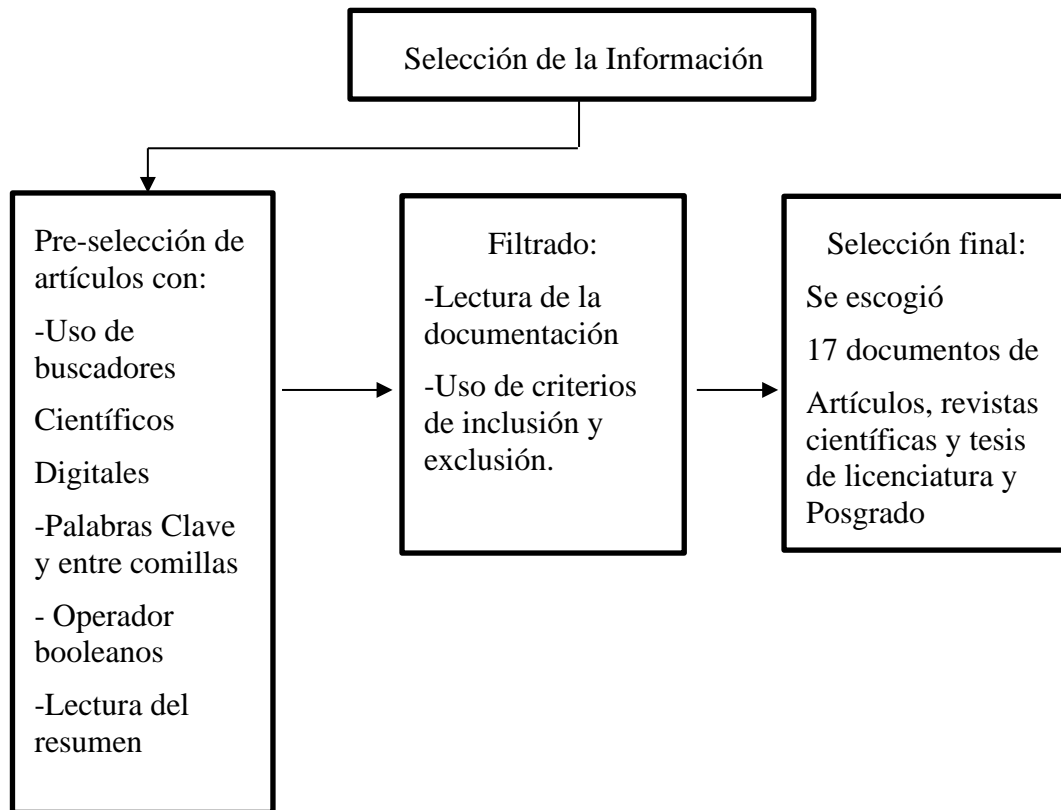 Selección de la Información
Pre-selección de
artículos con:
-Uso de
buscadores
Científicos
Digitales
-Palabras Clave
y entre comillas
- Operador
booleanos
-Lectura del
resumen
Filtrado:
-Lectura de la
documentación
-Uso de criterios
de inclusión y
exclusión.
Selección final:
Se escogió
17 documentos de
Artículos, revistas
científicas y tesis
de licenciatura y
Posgrado